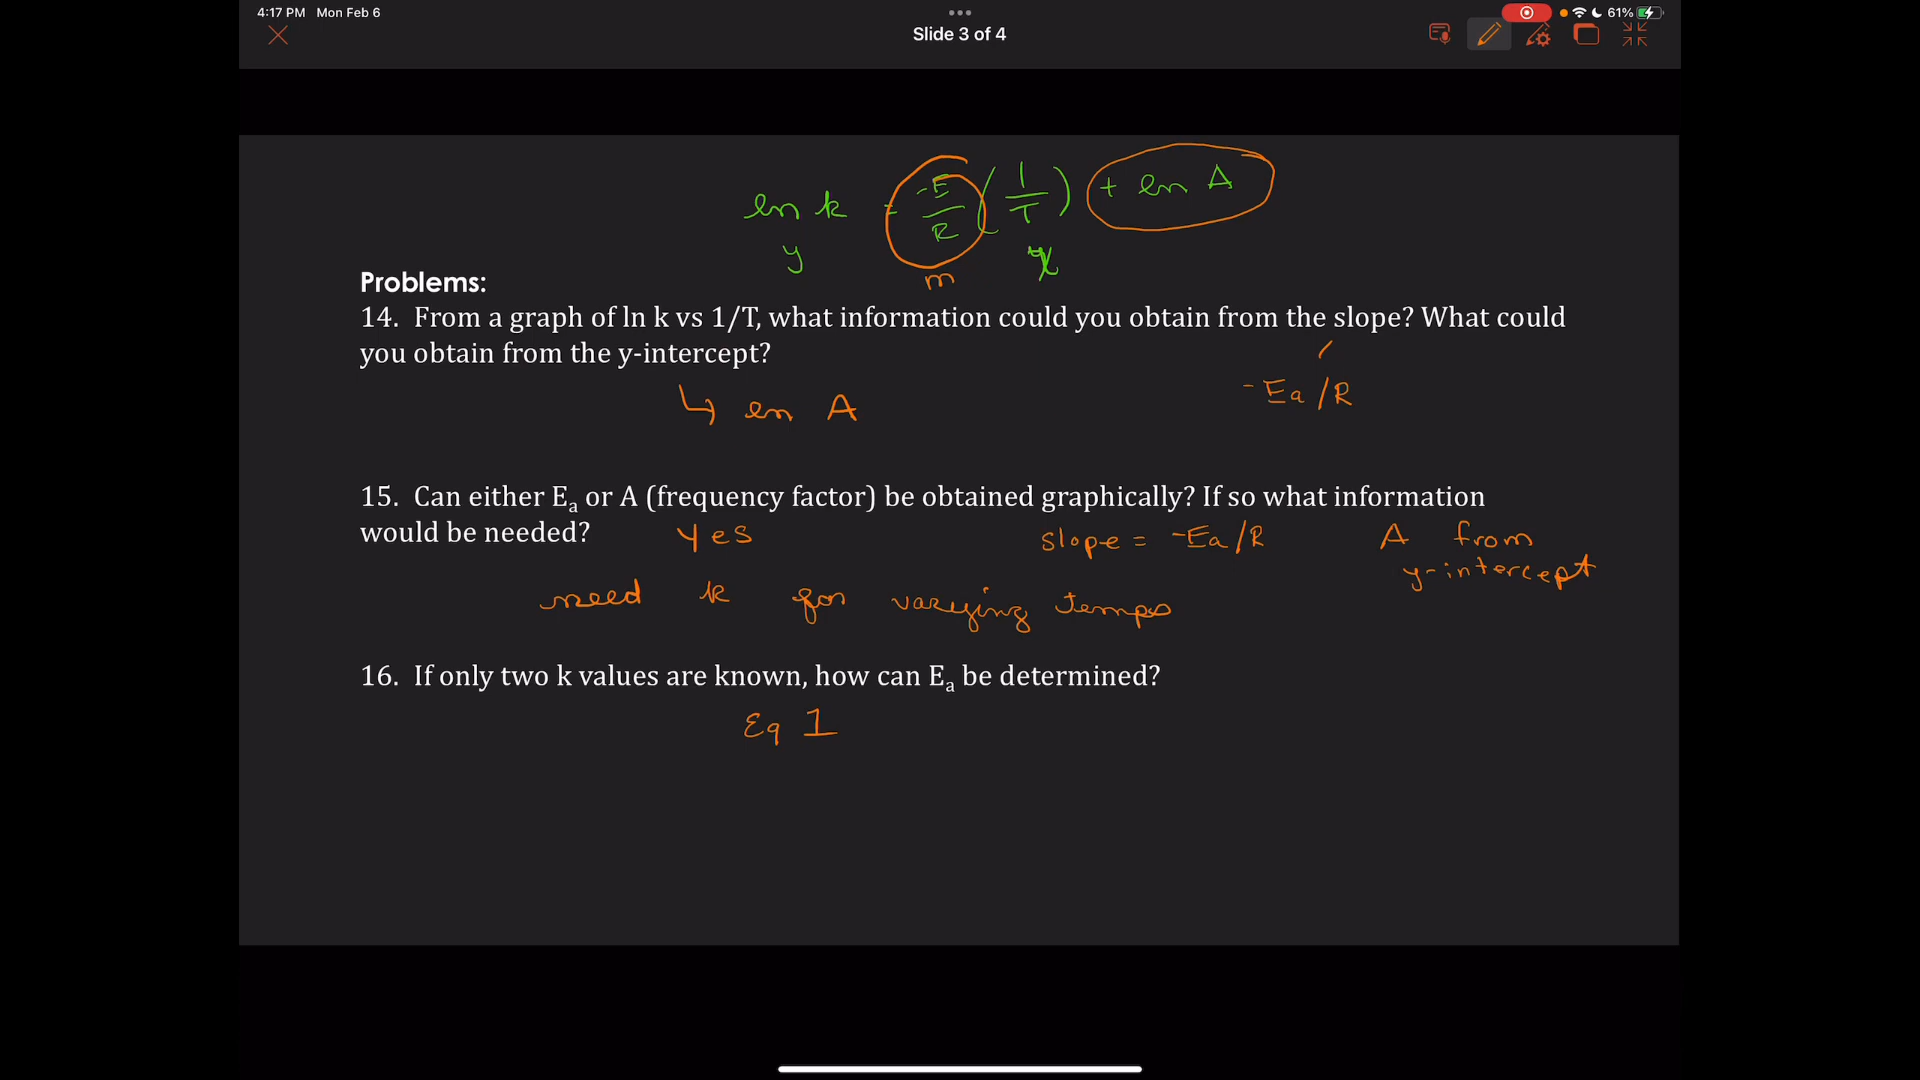 4:17 PM Mon Feb 6
61%
Slide 3 of 4
ln k = -E/R (1/T) + ln A
y m x
Problems:
14. From a graph of ln k vs 1/T, what information could you obtain from the slope? What could
you obtain from the y-intercept?
-Ea/R
↳ ln A
15. Can either Ea or A (frequency factor) be obtained graphically? If so what information
would be needed? Yes slope = -Ea/R A from
y-intercept
need k for varying temps
16. If only two k values are known, how can Ea be determined?
Eq 1